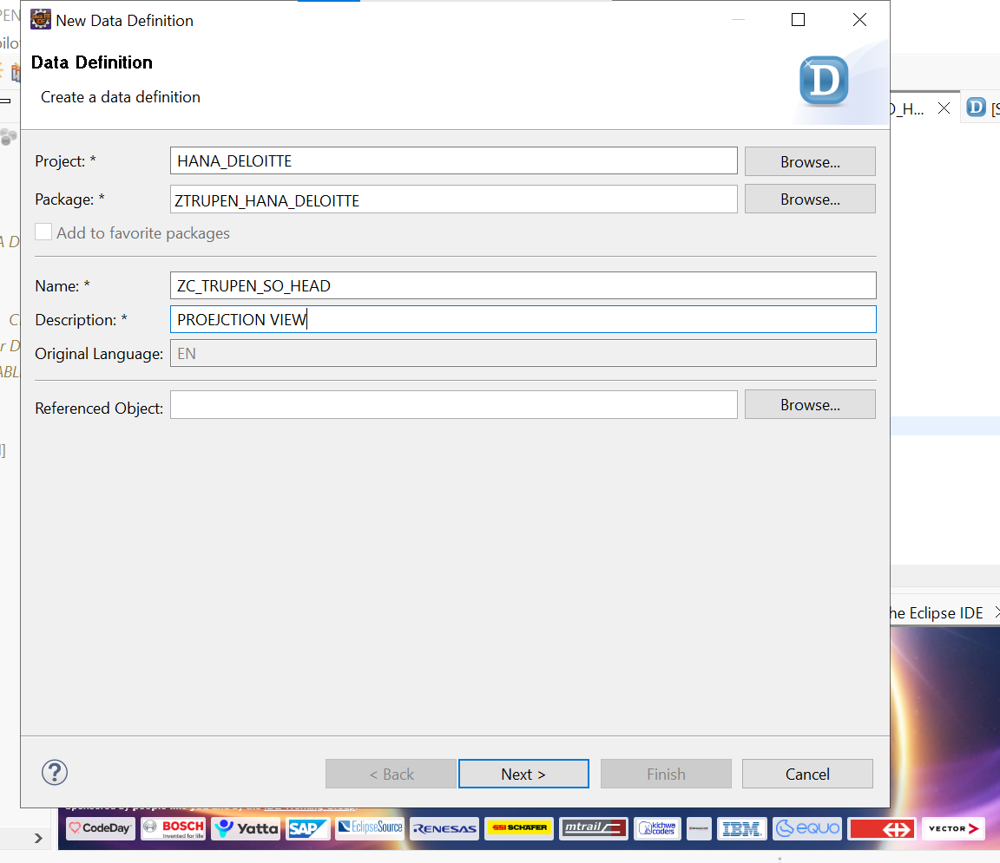 New Data Definition
Data Definition
Create a data definition
D_H...
Project: *
HANA_DELOITTE
Browse...
Package: *
ZTRUPEN_HANA_DELOITTE
Browse...
Add to favorite packages
Name: *
ZC_TRUPEN_SO_HEAD
Description: *
PROEJCTION VIEW
Original Language:
EN
Referenced Object:
Browse...
he Eclipse IDE
?
< Back
Next >
Finish
Cancel
CodeDay
BOSCH
Invented for life
Yatta
SAP
EclipseSource
RENESAS
SSI SCHAFER
mtrail
kichwa coders
IBM
EQUO
VECTOR